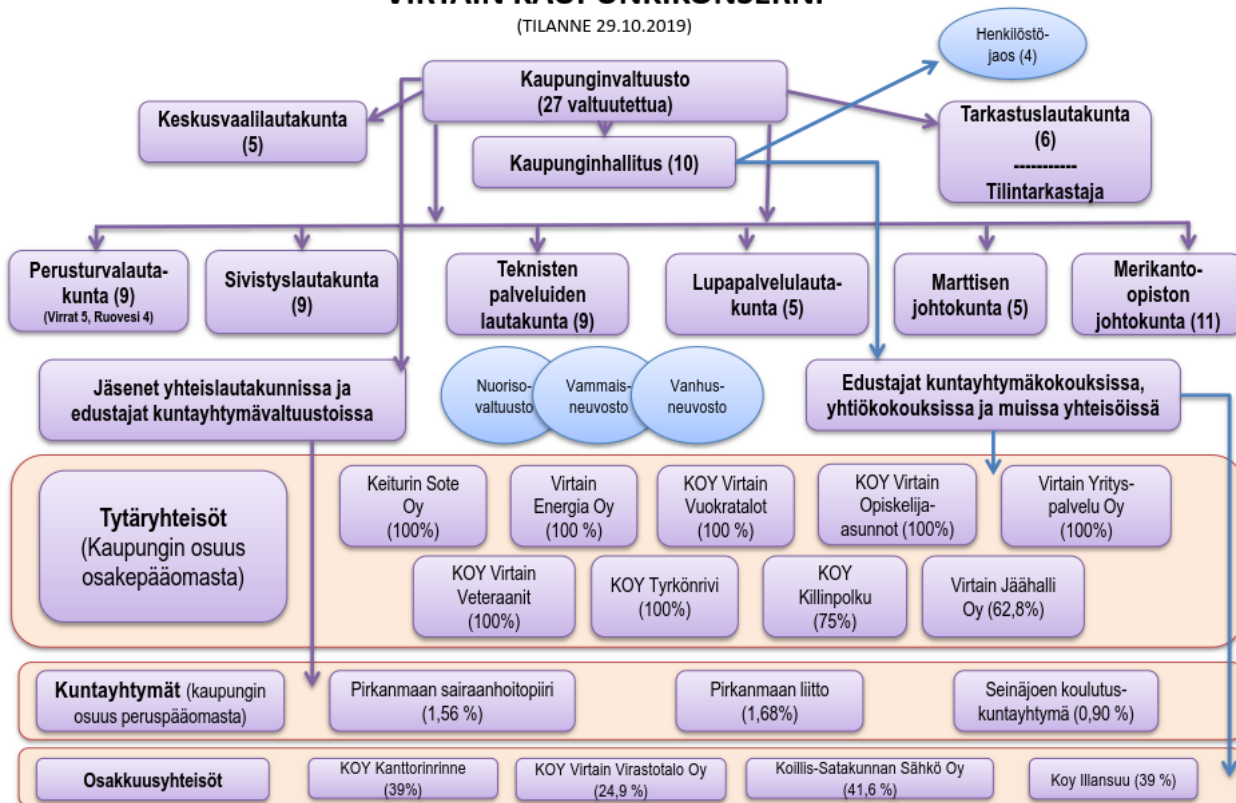 VIRTAIN KAUPUNKIKONSERNI
(TILANNE 29.10.2019)
Henkilöstö-
jaos (4)
Kaupunginvaltuusto
(27 valtuutettua)
Keskusvaalilautakunta
(5)
Tarkastuslautakunta
(6)
-----------
Tilintarkastaja
Kaupunginhallitus (10)
Perusturvalauta-
kunta (9)
(Virrat 5, Ruovesi 4)
Sivistyslautakunta
(9)
Teknisten
palveluiden
lautakunta (9)
Lupapalvelulauta-
kunta (5)
Marttisen
johtokunta (5)
Merikanto-
opiston
johtokunta (11)
Jäsenet yhteislautakunnissa ja
edustajat kuntayhtymävaltuustoissa
Nuoriso-
valtuusto
Vammais-
neuvosto
Vanhus-
neuvosto
Edustajat kuntayhtymäkokouksissa,
yhtiökokouksissa ja muissa yhteisöissä
Tytäryhteisöt
(Kaupungin osuus
osakepääomasta)
Keiturin Sote
Oy
(100%)
Virtain
Energia Oy
(100 %)
KOY Virtain
Vuokratalot
(100 %)
KOY Virtain
Opiskelija-
asunnot (100%)
Virtain Yritys-
palvelu Oy
(100%)
KOY Virtain
Veteraanit
(100%)
KOY Tyrkönrivi
(100%)
KOY
Killinpolku
(75%)
Virtain Jäähalli
Oy (62,8%)
Kuntayhtymät (kaupungin
osuus peruspääomasta)
Pirkanmaan sairaanhoitopiiri
(1,56 %)
Pirkanmaan liitto
(1,68%)
Seinäjoen koulutus-
kuntayhtymä (0,90 %)
Osakkuusyhteisöt
KOY Kanttorinrinne
(39%)
KOY Virtain Virastotalo Oy
(24,9 %)
Koillis-Satakunnan Sähkö Oy
(41,6 %)
Koy Illansuu (39 %)